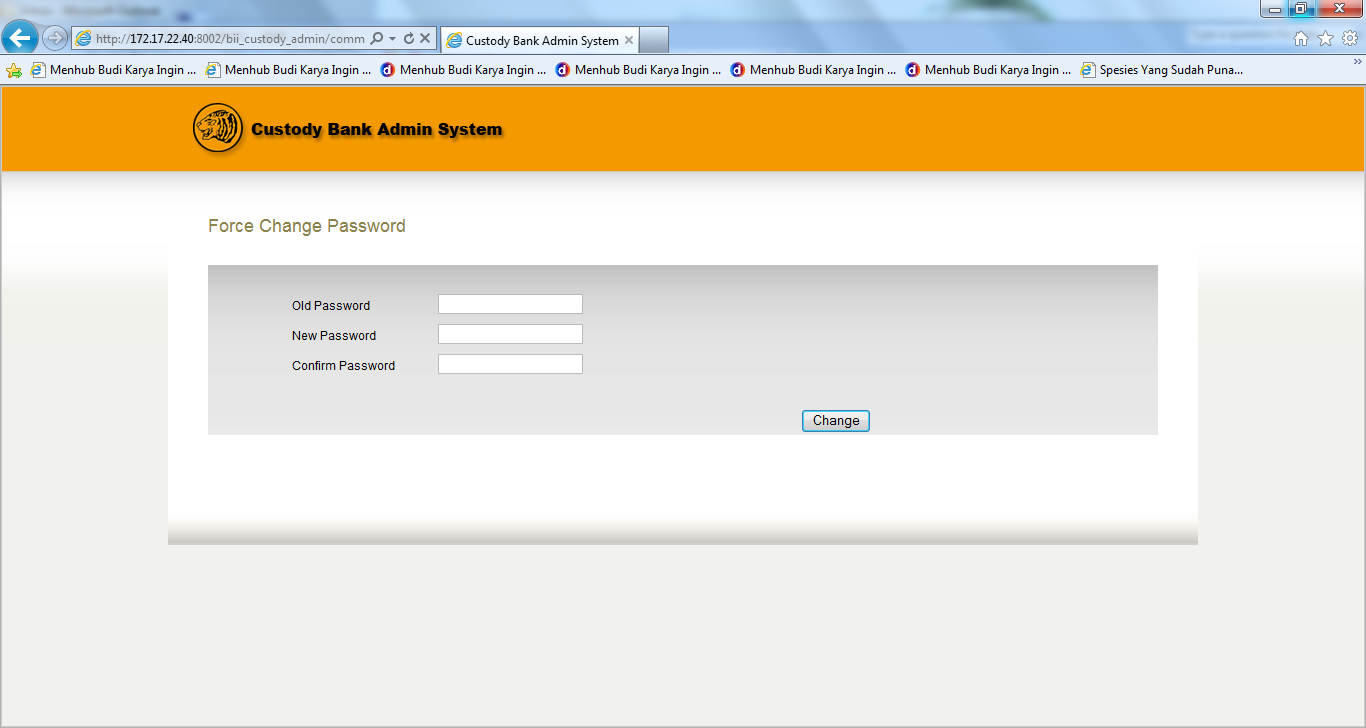 http://172.17.22.40:8002/bii_custody_admin/comm
Custody Bank Admin System
Menhub Budi Karya Ingin ... Menhub Budi Karya Ingin ... Menhub Budi Karya Ingin ... Menhub Budi Karya Ingin ... Menhub Budi Karya Ingin ... Menhub Budi Karya Ingin ... Spesies Yang Sudah Puna...
Custody Bank Admin System
Force Change Password
Old Password
New Password
Confirm Password
Change